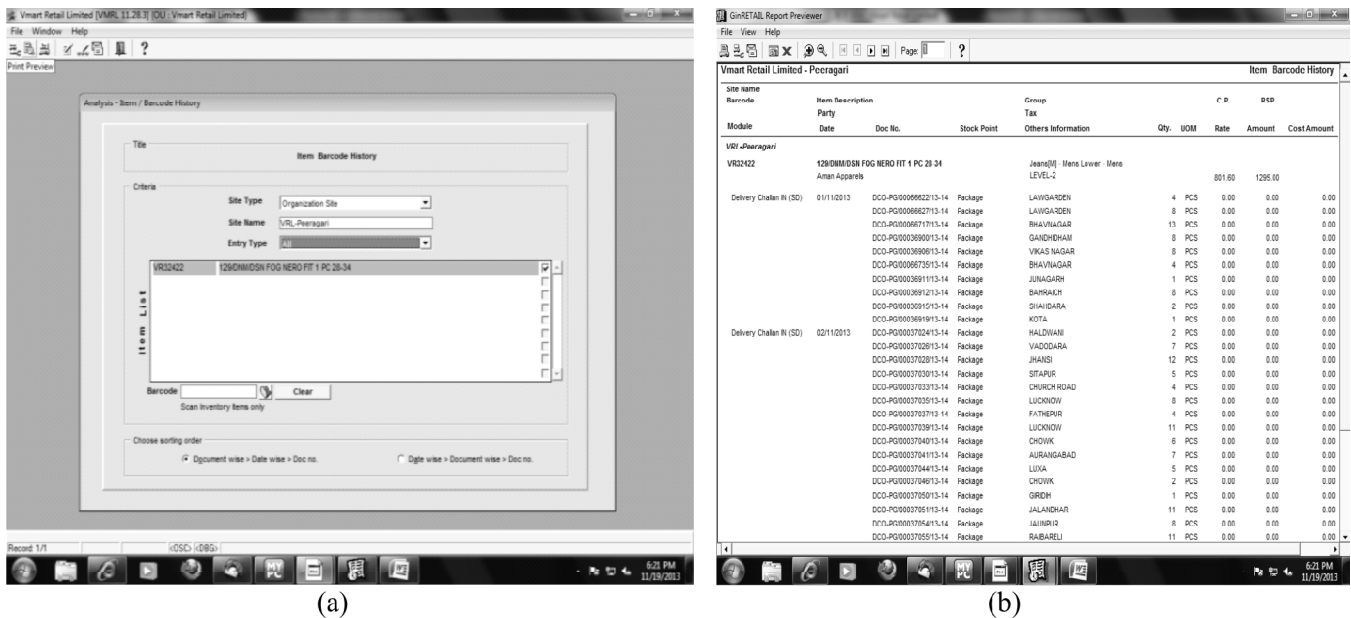 Vmart Retail Limited [VMRL 11.28.3] [OU : Vmart Retail Limited]
File Window Help
Print Preview
Analysis - Item / Barcode History
Title
Item Barcode History
Criteria
Site Type Organization Site
Site Name VRL-Peeragari
Entry Type All
Item List
VR32422 129/DNM/DSN FOG NERO FIT 1 PC 28-34
Barcode Clear
Scan Inventory Items only
Choose sorting order
Document wise > Date wise > Doc no. Date wise > Document wise > Doc no.
Record: 1/1 <OSC> <DBG>
6:21 PM
11/19/2013
(a)
GinRETAIL Report Previewer
File View Help
Page:
Vmart Retail Limited - Peeragari Item Barcode History
Site Name
Barcode Item Description Group C.P. RSP
Party Tax
Module Date Doc No. Stock Point Others Information Qty. UOM Rate Amount Cost Amount
VRL-Peeragari
VR32422 129/DNM/DSN FOG NERO FIT 1 PC 28-34 Jeans[M] - Mens Lower - Mens
Aman Apparels LEVEL-2 801.60 1295.00
Delivery Challan IN (SD) 01/11/2013 DCO-PG/00066622/13-14 Package LAWGARDEN 4 PCS 0.00 0.00 0.00
DCO-PG/00066627/13-14 Package LAWGARDEN 8 PCS 0.00 0.00 0.00
DCO-PG/00066717/13-14 Package BHAVNAGAR 13 PCS 0.00 0.00 0.00
DCO-PG/00036900/13-14 Package GANDHIDHAM 8 PCS 0.00 0.00 0.00
DCO-PG/00036906/13-14 Package VIKAS NAGAR 8 PCS 0.00 0.00 0.00
DCO-PG/00066735/13-14 Package BHAVNAGAR 4 PCS 0.00 0.00 0.00
DCO-PG/00036911/13-14 Package JUNAGARH 1 PCS 0.00 0.00 0.00
DCO-PG/00036912/13-14 Package BAHRAICH 8 PCS 0.00 0.00 0.00
DCO-PG/00036915/13-14 Package SHAHDARA 2 PCS 0.00 0.00 0.00
DCO-PG/00036919/13-14 Package KOTA 1 PCS 0.00 0.00 0.00
Delivery Challan IN (SD) 02/11/2013 DCO-PG/00037024/13-14 Package HALDWANI 2 PCS 0.00 0.00 0.00
DCO-PG/00037026/13-14 Package VADODARA 7 PCS 0.00 0.00 0.00
DCO-PG/00037028/13-14 Package JHANSI 12 PCS 0.00 0.00 0.00
DCO-PG/00037030/13-14 Package SITAPUR 5 PCS 0.00 0.00 0.00
DCO-PG/00037033/13-14 Package CHURCH ROAD 4 PCS 0.00 0.00 0.00
DCO-PG/00037035/13-14 Package LUCKNOW 8 PCS 0.00 0.00 0.00
DCO-PG/00037037/13-14 Package FATHEPUR 4 PCS 0.00 0.00 0.00
DCO-PG/00037039/13-14 Package LUCKNOW 11 PCS 0.00 0.00 0.00
DCO-PG/00037040/13-14 Package CHOWK 6 PCS 0.00 0.00 0.00
DCO-PG/00037041/13-14 Package AURANGABAD 7 PCS 0.00 0.00 0.00
DCO-PG/00037044/13-14 Package LUXA 5 PCS 0.00 0.00 0.00
DCO-PG/00037046/13-14 Package CHOWK 2 PCS 0.00 0.00 0.00
DCO-PG/00037050/13-14 Package GIRIDIH 1 PCS 0.00 0.00 0.00
DCO-PG/00037051/13-14 Package JALANDHAR 11 PCS 0.00 0.00 0.00
DCO-PG/00037054/13-14 Package JAUNPUR 8 PCS 0.00 0.00 0.00
DCO-PG/00037055/13-14 Package RAIBARELI 11 PCS 0.00 0.00 0.00
6:21 PM
11/19/2013
(b)